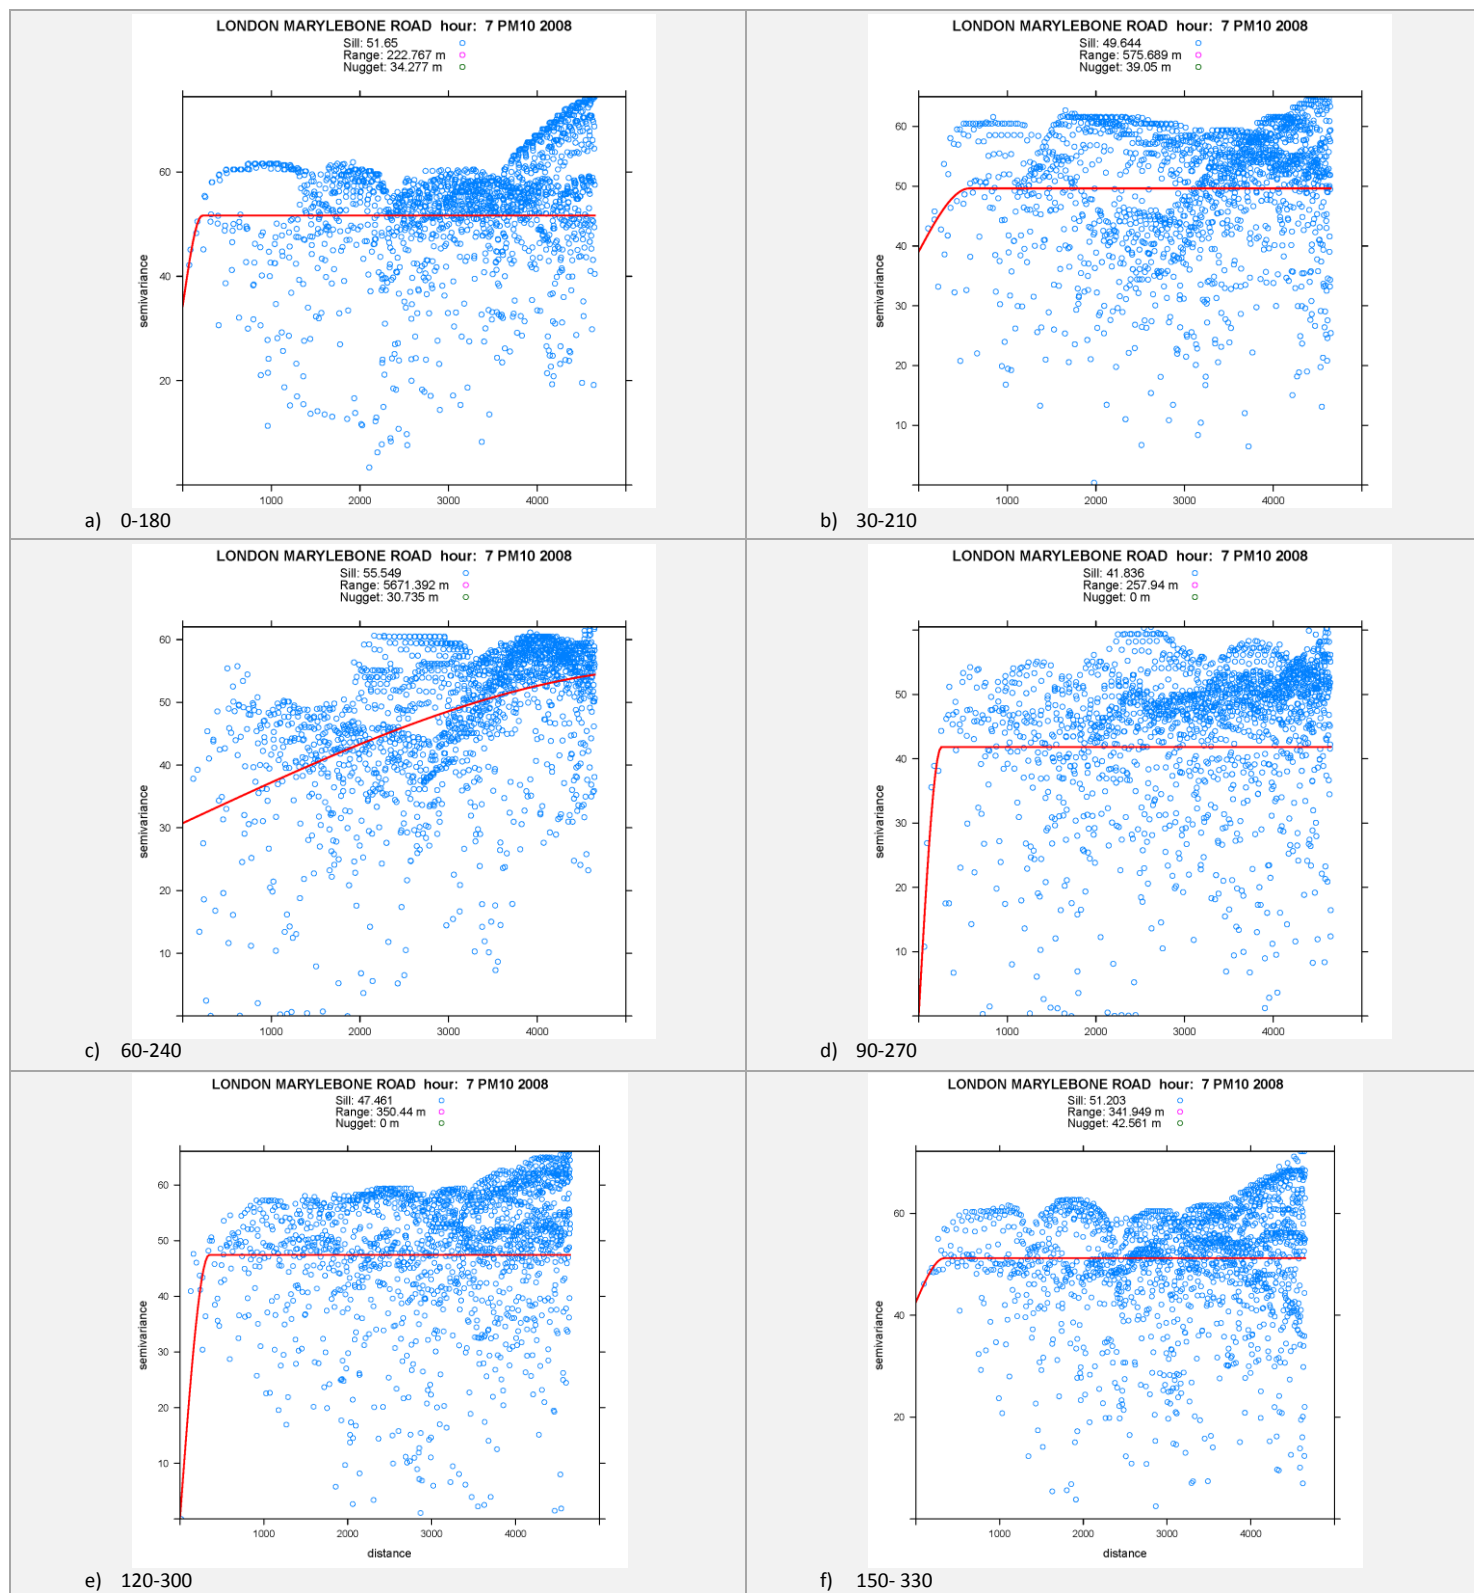 LONDON MARYLEBONE ROAD hour: 7 PM10 2008
Sill: 51.65
Range: 222.767 m
Nugget: 34.277 m
60
40
20
semivariance
1000 2000 3000 4000
a) 0-180
LONDON MARYLEBONE ROAD hour: 7 PM10 2008
Sill: 49.644
Range: 575.689 m
Nugget: 39.05 m
60
50
40
30
20
10
semivariance
1000 2000 3000 4000
b) 30-210
LONDON MARYLEBONE ROAD hour: 7 PM10 2008
Sill: 55.549
Range: 5671.392 m
Nugget: 30.735 m
60
50
40
30
20
10
semivariance
1000 2000 3000 4000
c) 60-240
LONDON MARYLEBONE ROAD hour: 7 PM10 2008
Sill: 41.836
Range: 257.94 m
Nugget: 0 m
50
40
30
20
10
semivariance
1000 2000 3000 4000
d) 90-270
LONDON MARYLEBONE ROAD hour: 7 PM10 2008
Sill: 47.461
Range: 350.44 m
Nugget: 0 m
60
50
40
30
20
10
semivariance
1000 2000 3000 4000
distance
e) 120-300
LONDON MARYLEBONE ROAD hour: 7 PM10 2008
Sill: 51.203
Range: 341.949 m
Nugget: 42.561 m
60
40
20
semivariance
1000 2000 3000 4000
distance
f) 150- 330